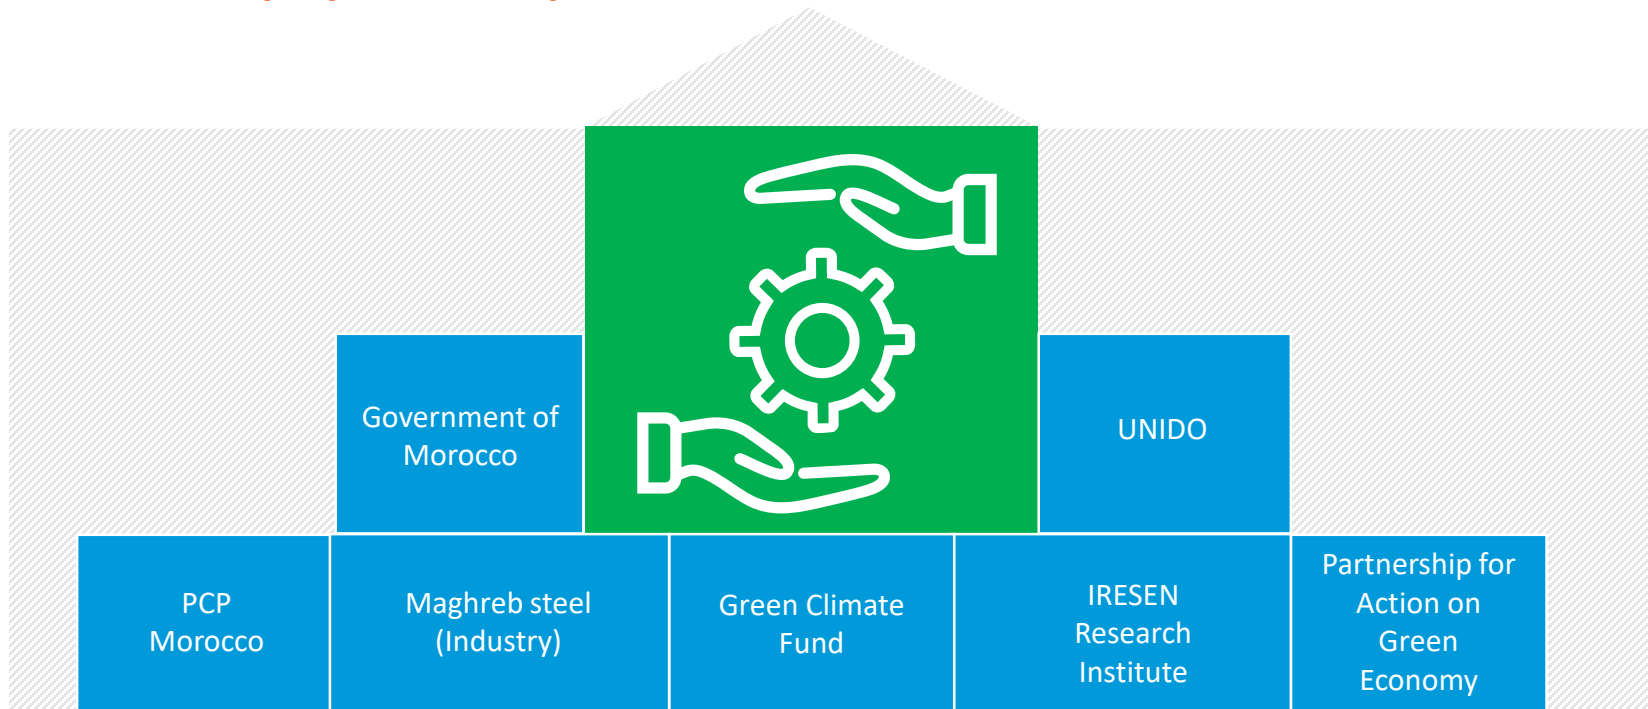 Government of
Morocco
UNIDO
PCP
Morocco
Maghreb steel
(Industry)
Green Climate
Fund
IRESEN
Research
Institute
Partnership for
Action on
Green
Economy